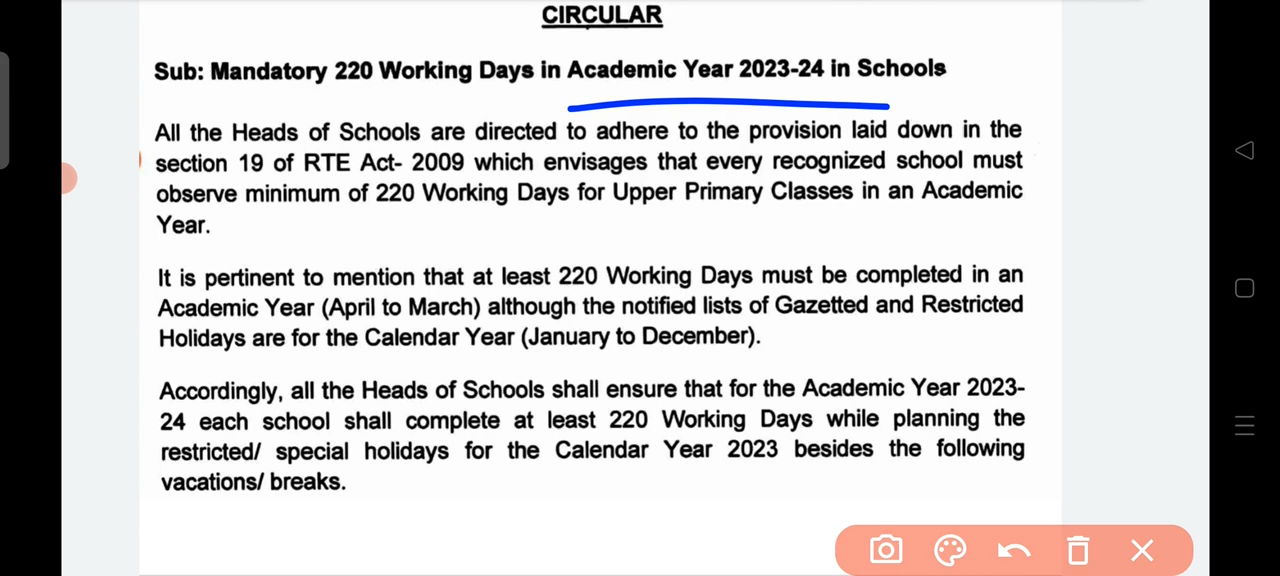 CIRCULAR
Sub: Mandatory 220 Working Days in Academic Year 2023-24 in Schools
All the Heads of Schools are directed to adhere to the provision laid down in the
section 19 of RTE Act- 2009 which envisages that every recognized school must
observe minimum of 220 Working Days for Upper Primary Classes in an Academic
Year.
It is pertinent to mention that at least 220 Working Days must be completed in an
Academic Year (April to March) although the notified lists of Gazetted and Restricted
Holidays are for the Calendar Year (January to December).
Accordingly, all the Heads of Schools shall ensure that for the Academic Year 2023-
24 each school shall complete at least 220 Working Days while planning the
restricted/ special holidays for the Calendar Year 2023 besides the following
vacations/ breaks.